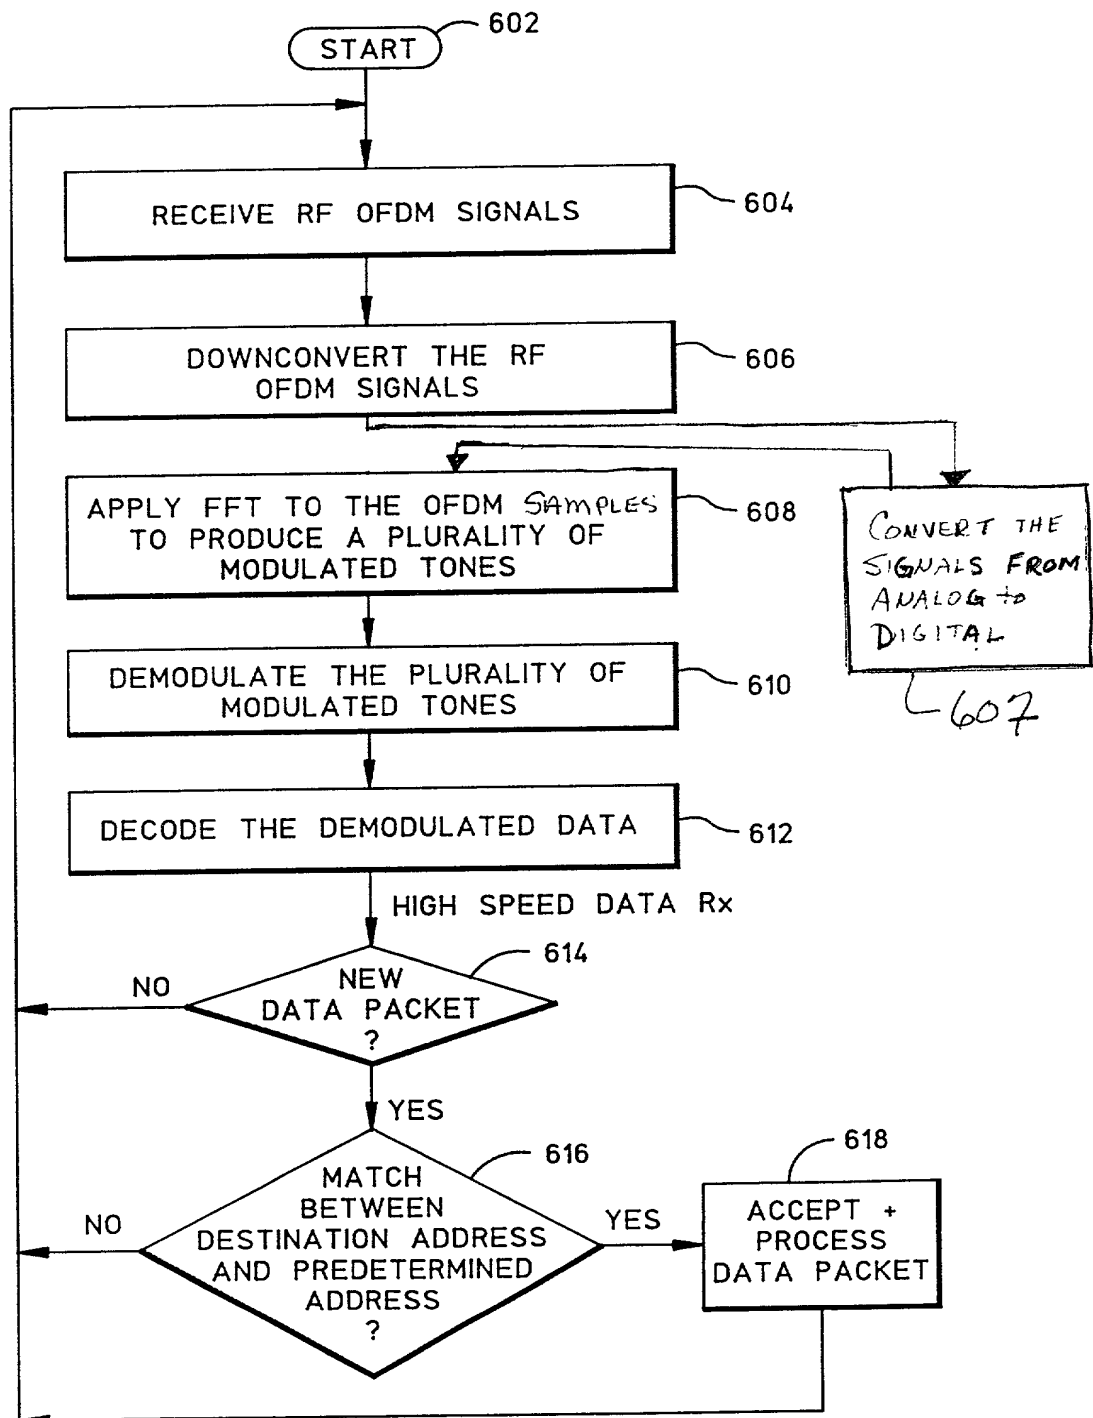 START
602
RECEIVE RF OFDM SIGNALS
604
DOWNCONVERT THE RF
OFDM SIGNALS
606
APPLY FFT TO THE OFDM SAMPLES
TO PRODUCE A PLURALITY OF
MODULATED TONES
608
CONVERT THE
SIGNALS FROM
ANALOG to
DIGITAL
607
DEMODULATE THE PLURALITY OF
MODULATED TONES
610
DECODE THE DEMODULATED DATA
612
HIGH SPEED DATA Rx
614
NEW
DATA PACKET
?
NO
YES
616
MATCH
BETWEEN
DESTINATION ADDRESS
AND PREDETERMINED
ADDRESS
?
NO
YES
618
ACCEPT +
PROCESS
DATA PACKET